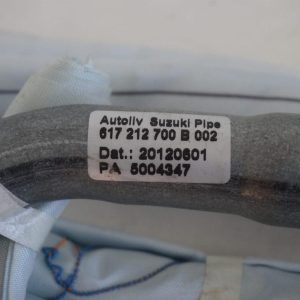 Autoliv Suzuki Pipe
617 212 700 B 002
Dat.: 20120601
PA 5004347